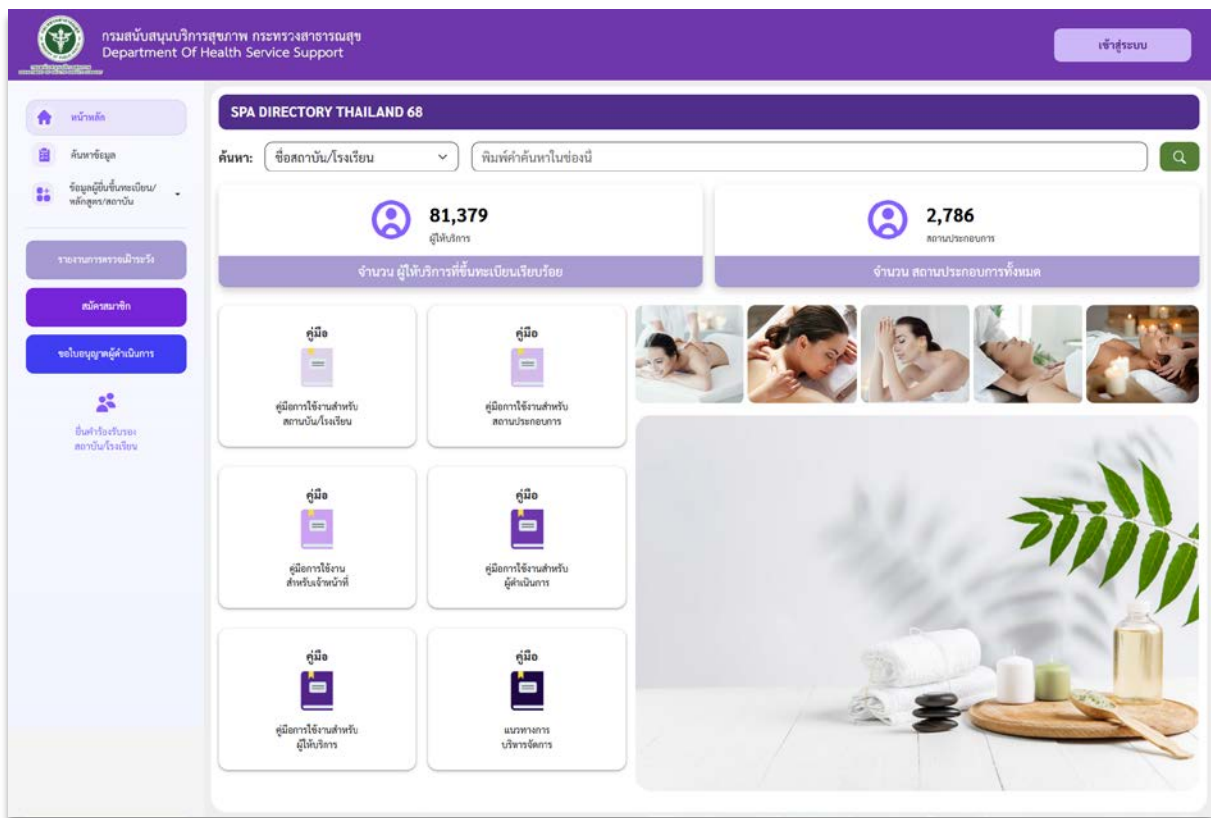 กรมสนับสนุนบริการสุขภาพ กระทรวงสาธารณสุข
Department Of Health Service Support
เข้าสู่ระบบ
หน้าหลัก
ค้นหาข้อมูล
ข้อมูลผู้ยื่นขึ้นทะเบียน/
หลักสูตร/สถาบัน
รายงานการตรวจเฝ้าระวัง
สมัครสมาชิก
ขอใบอนุญาตผู้ดำเนินการ
ยื่นคำร้องรับรอง
สถาบัน/โรงเรียน
SPA DIRECTORY THAILAND 68
ค้นหา:
ชื่อสถาบัน/โรงเรียน
พิมพ์คำค้นหาในช่องนี้
81,379
ผู้ให้บริการ
จำนวน ผู้ให้บริการที่ขึ้นทะเบียนเรียบร้อย
2,786
สถานประกอบการ
จำนวน สถานประกอบการทั้งหมด
คู่มือ
คู่มือการใช้งานสำหรับ
สถาบัน/โรงเรียน
คู่มือ
คู่มือการใช้งานสำหรับ
สถานประกอบการ
คู่มือ
คู่มือการใช้งาน
สำหรับเจ้าหน้าที่
คู่มือ
คู่มือการใช้งานสำหรับ
ผู้ดำเนินการ
คู่มือ
คู่มือการใช้งานสำหรับ
ผู้ให้บริการ
คู่มือ
แนวทางการ
บริหารจัดการ